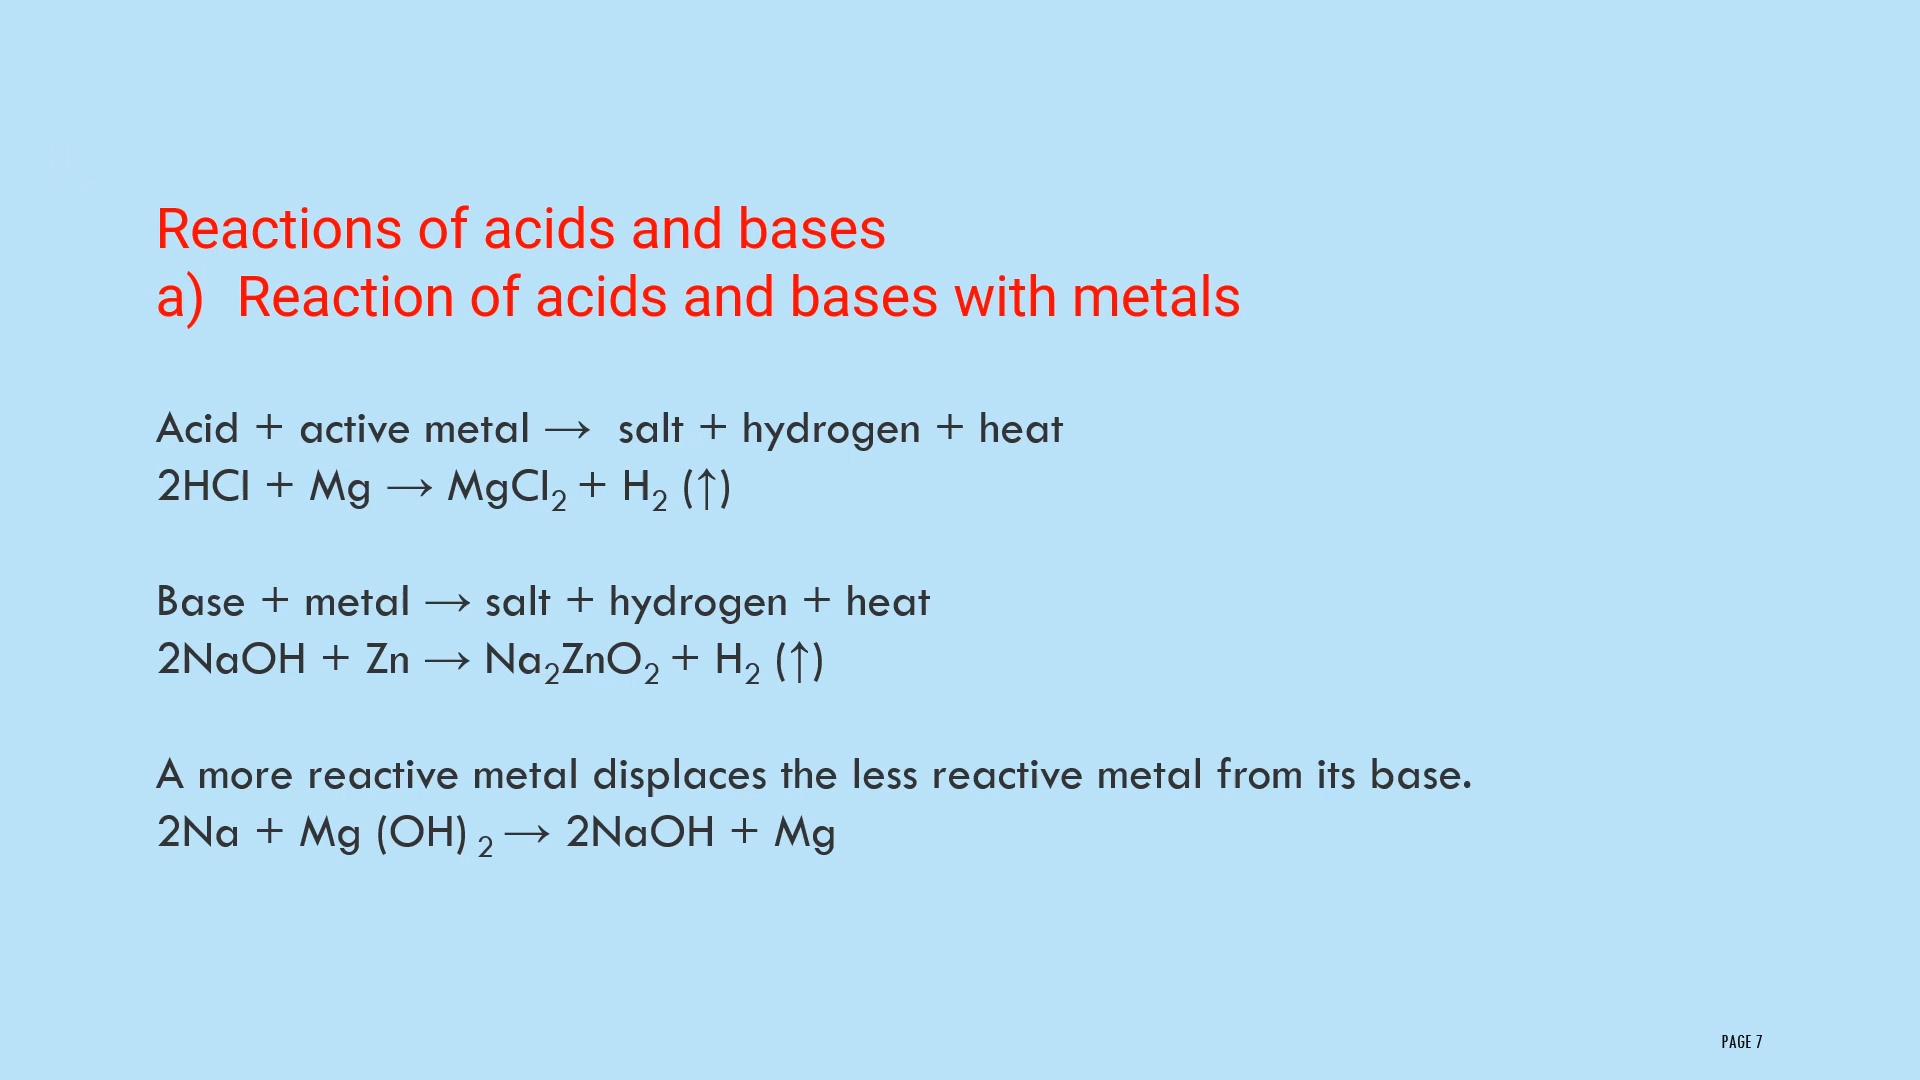 Reactions of acids and bases
a) Reaction of acids and bases with metals
Acid + active metal → salt + hydrogen + heat
2HCl + Mg → MgCl₂ + H₂ (↑)
Base + metal → salt + hydrogen + heat
2NaOH + Zn → Na₂ZnO₂ + H₂ (↑)
A more reactive metal displaces the less reactive metal from its base.
2Na + Mg (OH) ₂ → 2NaOH + Mg
PAGE 7